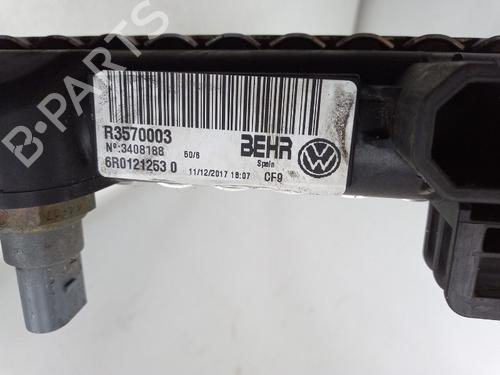 B-PARTS
R3570003
Nº:3408188 50/6
6R0121253 0 11/12/2017 18:07 CF9
BEHR
Spain